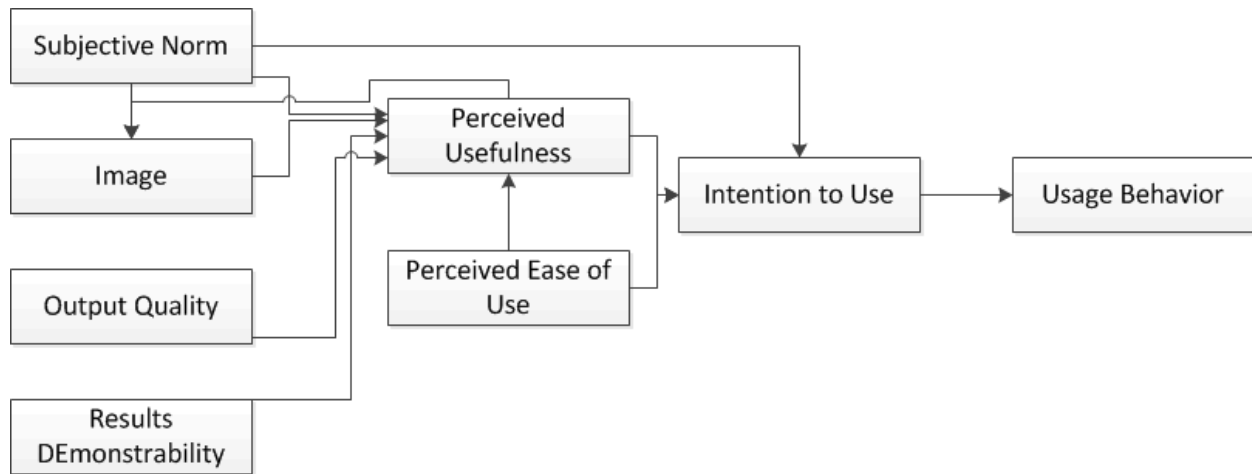 Subjective Norm
Image
Output Quality
Results
DEmonstrability
Perceived
Usefulness
Perceived Ease of
Use
Intention to Use
Usage Behavior